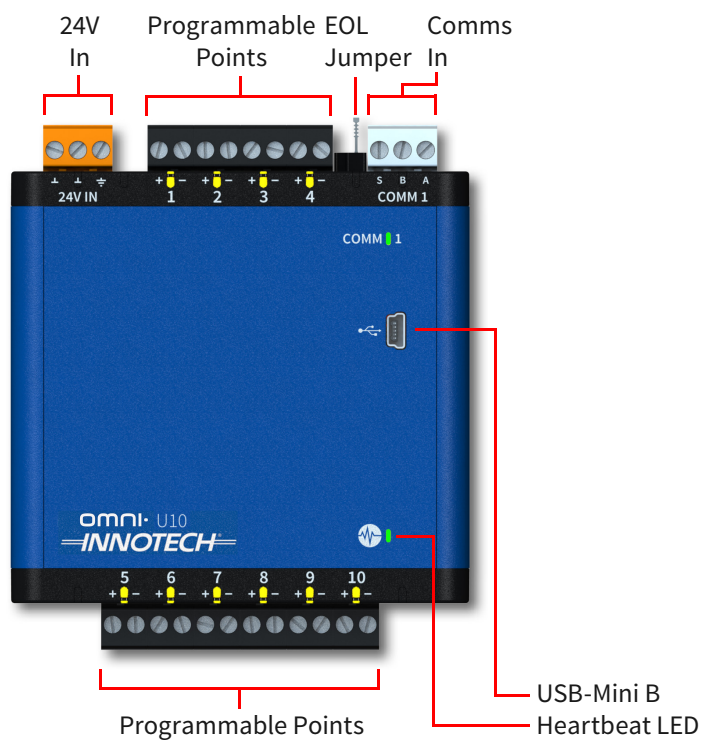 24V
In
Programmable
Points
EOL
Jumper
Comms
In
+ - + - + - + -
1 2 3 4
24V IN
S B A
COMM 1
COMM 1
omni· U10
INNOTECH
5 6 7 8 9 10
+ - + - + - + - + - + -
USB-Mini B
Heartbeat LED
Programmable Points